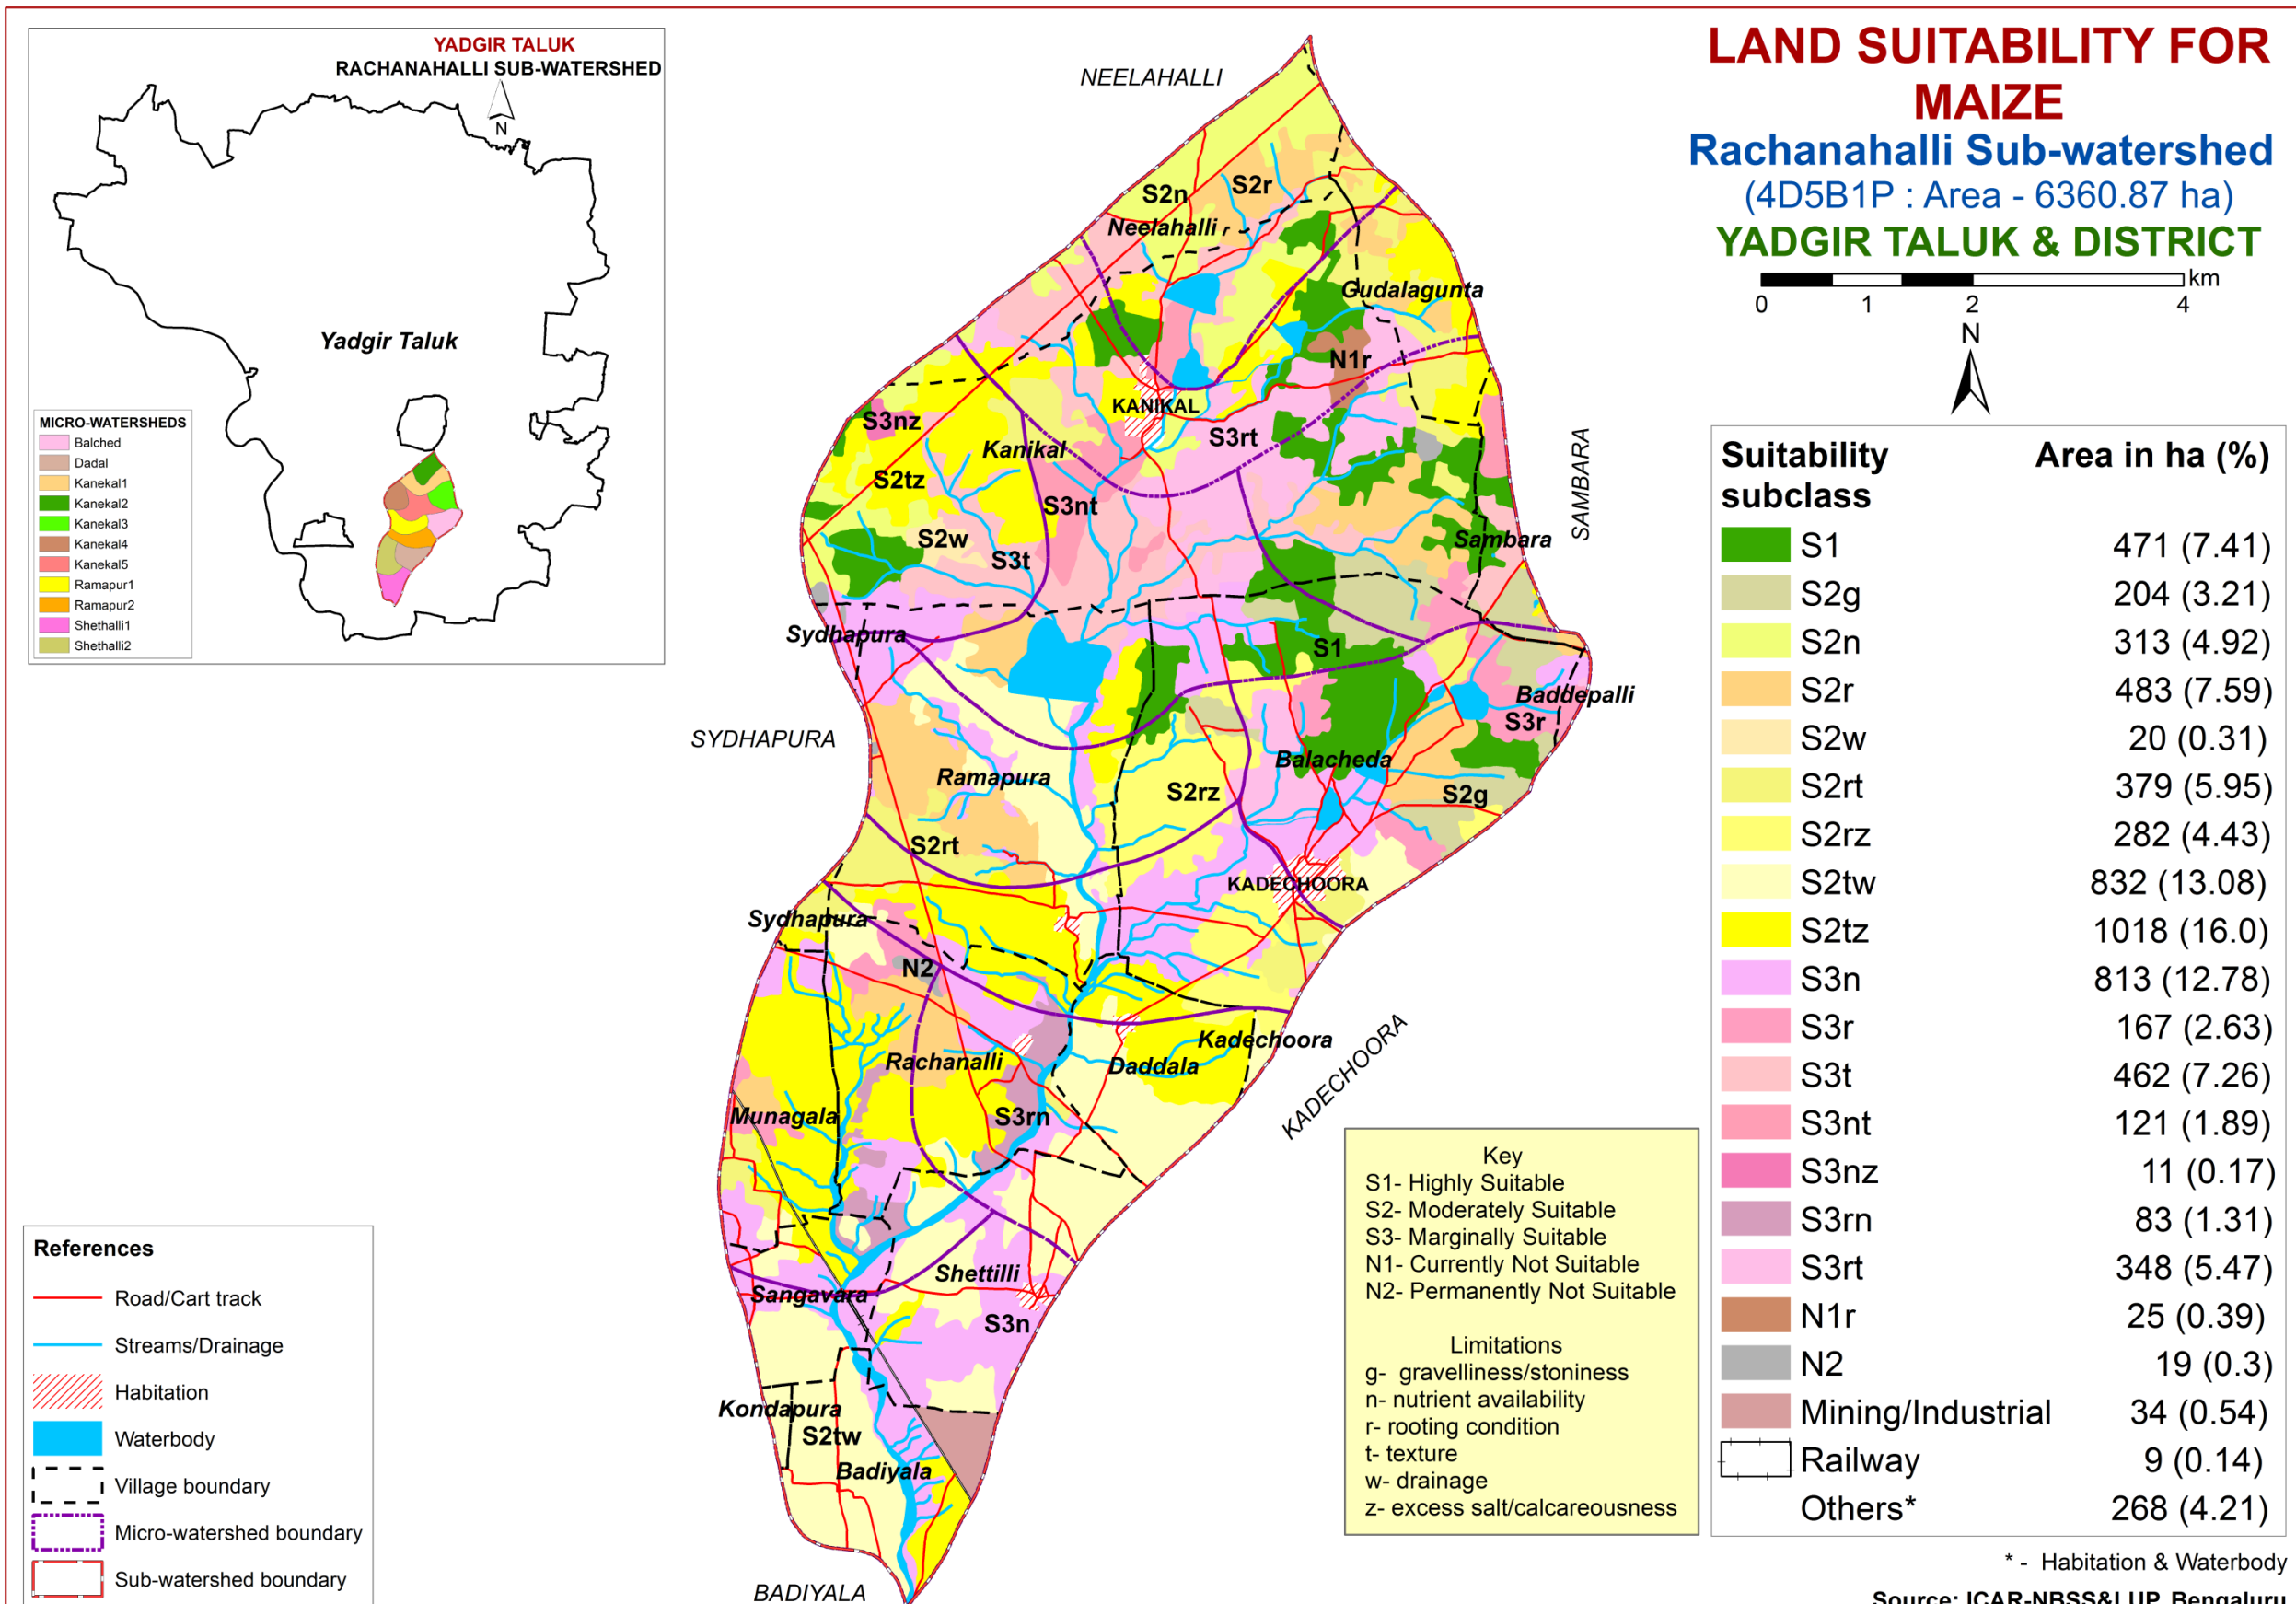 YADGIR TALUK
RACHANAHALLI SUB-WATERSHED
N
Yadgir Taluk
MICRO-WATERSHEDS
Balched
Dadal
Kanekal1
Kanekal2
Kanekal3
Kanekal4
Kanekal5
Ramapur1
Ramapur2
Shethalli1
Shethalli2
LAND SUITABILITY FOR
MAIZE
Rachanahalli Sub-watershed
(4D5B1P : Area - 6360.87 ha)
YADGIR TALUK & DISTRICT
km
0 1 2 4
N
NEELAHALLI
S2n
S2r
Neelahalli r
Gudalagunta
N1r
KANIKAL
S3nz
S3rt
Kanikal
S2tz
S3nt
SAMBARA
S2w
Sambara
S3t
Sydhapura
S1
Baddepalli
S3r
SYDHAPURA
Balacheda
Ramapura
S2rz
S2g
S2rt
KADECHOORA
Sydhapura
N2
Kadechoora
Rachanalli
Daddala
KADECHOORA
Munagala
S3rn
Shettilli
Sangavara
S3n
Kondapura
S2tw
Badiyala
BADIYALA
Suitability subclass Area in ha (%)
S1 471 (7.41)
S2g 204 (3.21)
S2n 313 (4.92)
S2r 483 (7.59)
S2w 20 (0.31)
S2rt 379 (5.95)
S2rz 282 (4.43)
S2tw 832 (13.08)
S2tz 1018 (16.0)
S3n 813 (12.78)
S3r 167 (2.63)
S3t 462 (7.26)
S3nt 121 (1.89)
S3nz 11 (0.17)
S3rn 83 (1.31)
S3rt 348 (5.47)
N1r 25 (0.39)
N2 19 (0.3)
Mining/Industrial 34 (0.54)
Railway 9 (0.14)
Others* 268 (4.21)
* - Habitation & Waterbody
Source: ICAR-NBSS&LUP, Bengaluru
Key
S1- Highly Suitable
S2- Moderately Suitable
S3- Marginally Suitable
N1- Currently Not Suitable
N2- Permanently Not Suitable
Limitations
g- gravelliness/stoniness
n- nutrient availability
r- rooting condition
t- texture
w- drainage
z- excess salt/calcareousness
References
Road/Cart track
Streams/Drainage
Habitation
Waterbody
Village boundary
Micro-watershed boundary
Sub-watershed boundary